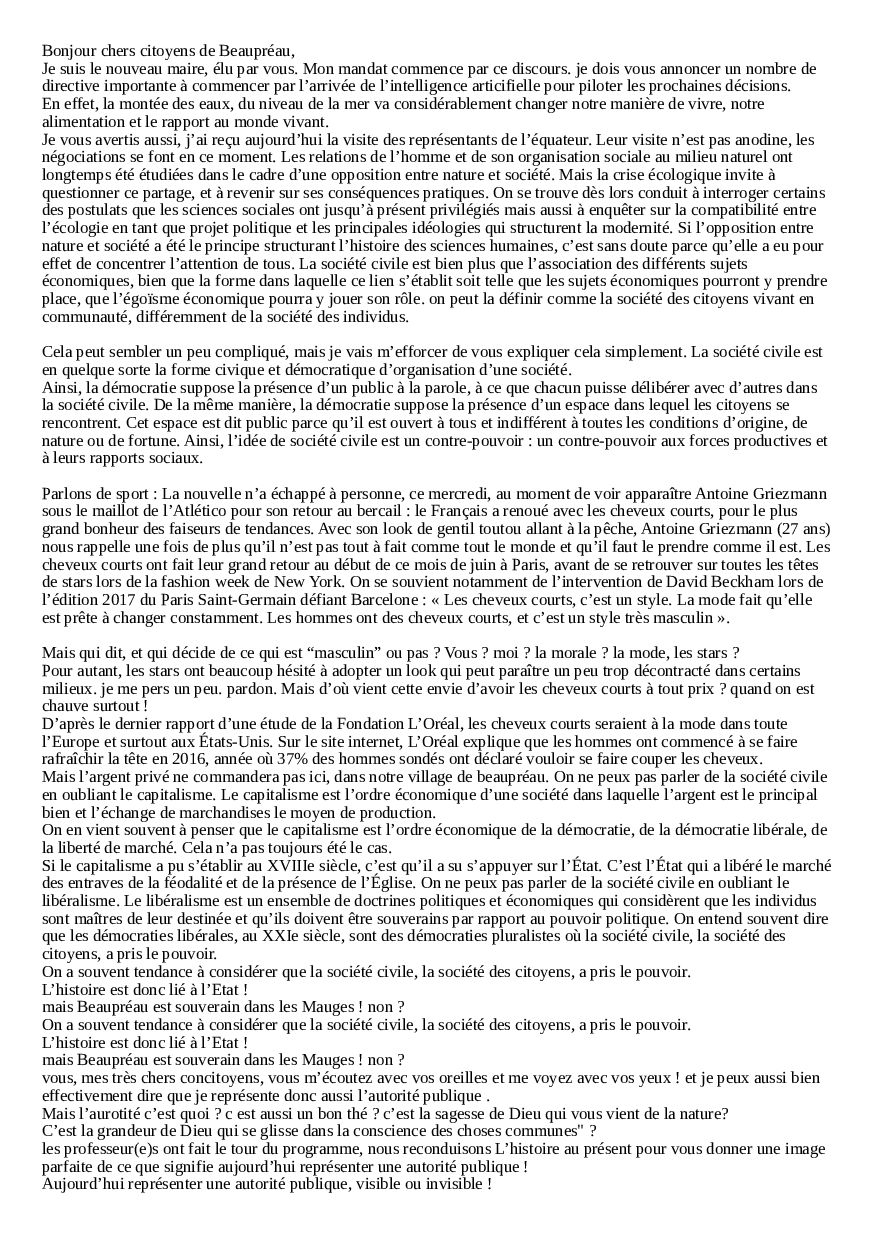 Bonjour chers citoyens de Beaupréau,
Je suis le nouveau maire, élu par vous. Mon mandat commence par ce discours. je dois vous annoncer un nombre de
directive importante à commencer par l’arrivée de l’intelligence articifielle pour piloter les prochaines décisions.
En effet, la montée des eaux, du niveau de la mer va considérablement changer notre manière de vivre, notre
alimentation et le rapport au monde vivant.
Je vous avertis aussi, j’ai reçu aujourd’hui la visite des représentants de l’équateur. Leur visite n’est pas anodine, les
négociations se font en ce moment. Les relations de l’homme et de son organisation sociale au milieu naturel ont
longtemps été étudiées dans le cadre d’une opposition entre nature et société. Mais la crise écologique invite à
questionner ce partage, et à revenir sur ses conséquences pratiques. On se trouve dès lors conduit à interroger certains
des postulats que les sciences sociales ont jusqu’à présent privilégiés mais aussi à enquêter sur la compatibilité entre
l’écologie en tant que projet politique et les principales idéologies qui structurent la modernité. Si l’opposition entre
nature et société a été le principe structurant l’histoire des sciences humaines, c’est sans doute parce qu’elle a eu pour
effet de concentrer l’attention de tous. La société civile est bien plus que l’association des différents sujets
économiques, bien que la forme dans laquelle ce lien s’établit soit telle que les sujets économiques pourront y prendre
place, que l’égoïsme économique pourra y jouer son rôle. on peut la définir comme la société des citoyens vivant en
communauté, différemment de la société des individus.

Cela peut sembler un peu compliqué, mais je vais m’efforcer de vous expliquer cela simplement. La société civile est
en quelque sorte la forme civique et démocratique d’organisation d’une société.
Ainsi, la démocratie suppose la présence d’un public à la parole, à ce que chacun puisse délibérer avec d’autres dans
la société civile. De la même manière, la démocratie suppose la présence d’un espace dans lequel les citoyens se
rencontrent. Cet espace est dit public parce qu’il est ouvert à tous et indifférent à toutes les conditions d’origine, de
nature ou de fortune. Ainsi, l’idée de société civile est un contre-pouvoir : un contre-pouvoir aux forces productives et
à leurs rapports sociaux.

Parlons de sport : La nouvelle n’a échappé à personne, ce mercredi, au moment de voir apparaître Antoine Griezmann
sous le maillot de l’Atlético pour son retour au bercail : le Français a renoué avec les cheveux courts, pour le plus
grand bonheur des faiseurs de tendances. Avec son look de gentil toutou allant à la pêche, Antoine Griezmann (27 ans)
nous rappelle une fois de plus qu’il n’est pas tout à fait comme tout le monde et qu’il faut le prendre comme il est. Les
cheveux courts ont fait leur grand retour au début de ce mois de juin à Paris, avant de se retrouver sur toutes les têtes
de stars lors de la fashion week de New York. On se souvient notamment de l’intervention de David Beckham lors de
l’édition 2017 du Paris Saint-Germain défiant Barcelone : « Les cheveux courts, c’est un style. La mode fait qu’elle
est prête à changer constamment. Les hommes ont des cheveux courts, et c’est un style très masculin ».

Mais qui dit, et qui décide de ce qui est “masculin” ou pas ? Vous ? moi ? la morale ? la mode, les stars ?
Pour autant, les stars ont beaucoup hésité à adopter un look qui peut paraître un peu trop décontracté dans certains
milieux. je me pers un peu. pardon. Mais d’où vient cette envie d’avoir les cheveux courts à tout prix ? quand on est
chauve surtout !
D’après le dernier rapport d’une étude de la Fondation L’Oréal, les cheveux courts seraient à la mode dans toute
l’Europe et surtout aux États-Unis. Sur le site internet, L’Oréal explique que les hommes ont commencé à se faire
rafraîchir la tête en 2016, année où 37% des hommes sondés ont déclaré vouloir se faire couper les cheveux.
Mais l’argent privé ne commandera pas ici, dans notre village de beaupréau. On ne peux pas parler de la société civile
en oubliant le capitalisme. Le capitalisme est l’ordre économique d’une société dans laquelle l’argent est le principal
bien et l’échange de marchandises le moyen de production.
On en vient souvent à penser que le capitalisme est l’ordre économique de la démocratie, de la démocratie libérale, de
la liberté de marché. Cela n’a pas toujours été le cas.
Si le capitalisme a pu s’établir au XVIIIe siècle, c’est qu’il a su s’appuyer sur l’État. C’est l’État qui a libéré le marché
des entraves de la féodalité et de la présence de l’Église. On ne peux pas parler de la société civile en oubliant le
libéralisme. Le libéralisme est un ensemble de doctrines politiques et économiques qui considèrent que les individus
sont maîtres de leur destinée et qu’ils doivent être souverains par rapport au pouvoir politique. On entend souvent dire
que les démocraties libérales, au XXIe siècle, sont des démocraties pluralistes où la société civile, la société des
citoyens, a pris le pouvoir.
On a souvent tendance à considérer que la société civile, la société des citoyens, a pris le pouvoir.
L’histoire est donc lié à l’Etat !
mais Beaupréau est souverain dans les Mauges ! non ?
On a souvent tendance à considérer que la société civile, la société des citoyens, a pris le pouvoir.
L’histoire est donc lié à l’Etat !
mais Beaupréau est souverain dans les Mauges ! non ?
vous, mes très chers concitoyens, vous m’écoutez avec vos oreilles et me voyez avec vos yeux ! et je peux aussi bien
effectivement dire que je représente donc aussi l’autorité publique .
Mais l’aurotité c’est quoi ? c est aussi un bon thé ? c’est la sagesse de Dieu qui vous vient de la nature?
C’est la grandeur de Dieu qui se glisse dans la conscience des choses communes" ?
les professeur(e)s ont fait le tour du programme, nous reconduisons L’histoire au présent pour vous donner une image
parfaite de ce que signifie aujourd’hui représenter une autorité publique !
Aujourd’hui représenter une autorité publique, visible ou invisible !